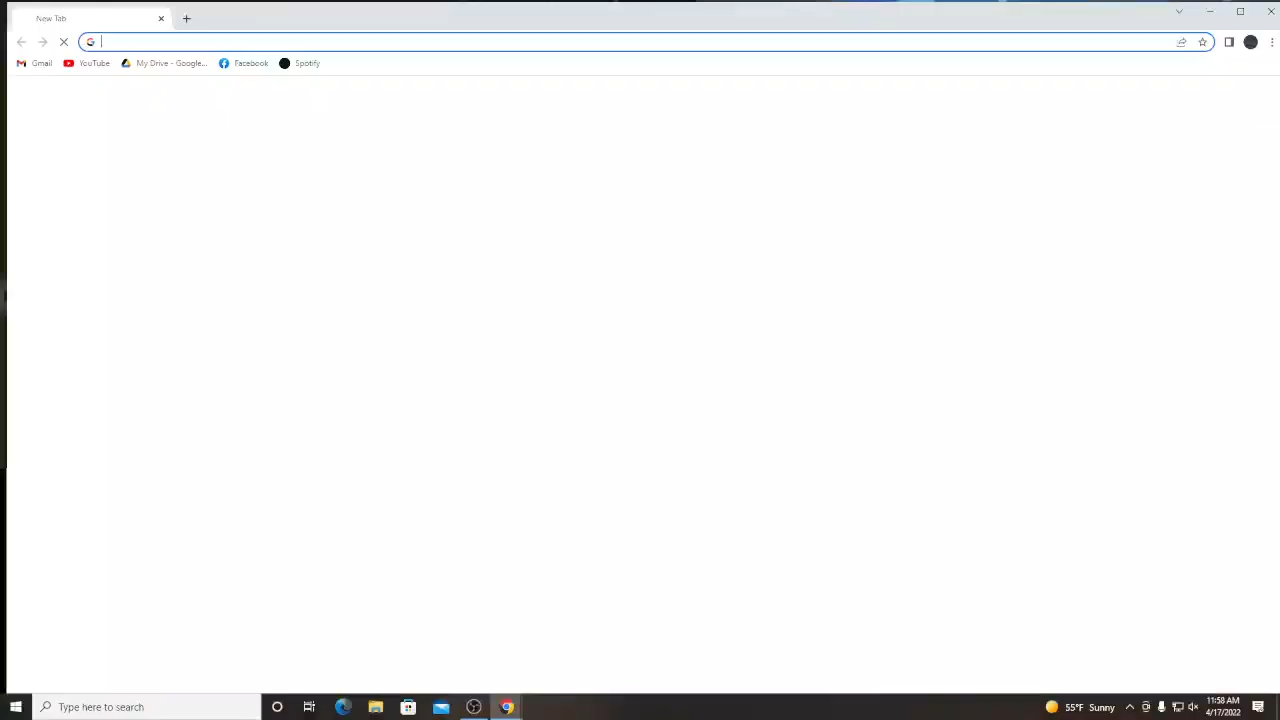 New Tab
Gmail YouTube My Drive - Google... Facebook Spotify
Type here to search
55°F Sunny
11:58 AM
4/17/2022